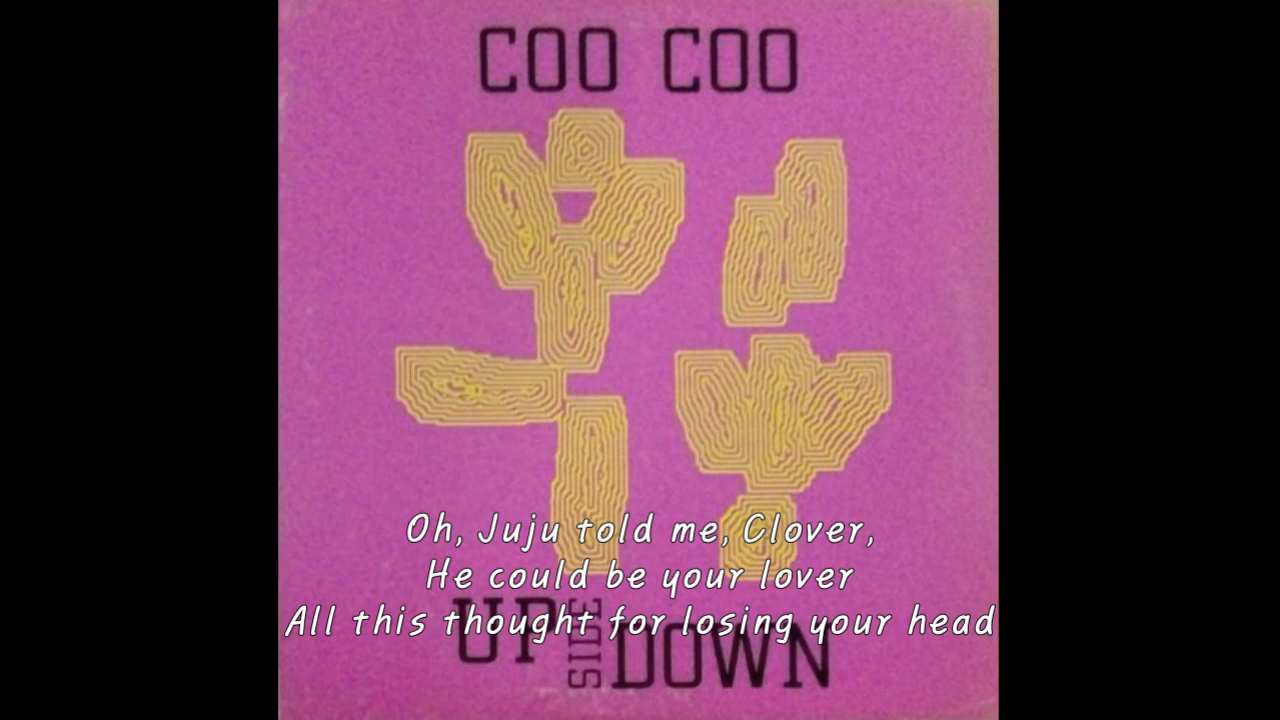 COO COO
Oh, Juju told me, Clover,
He could be your lover
All this thought for losing your head
UP SIDE DOWN